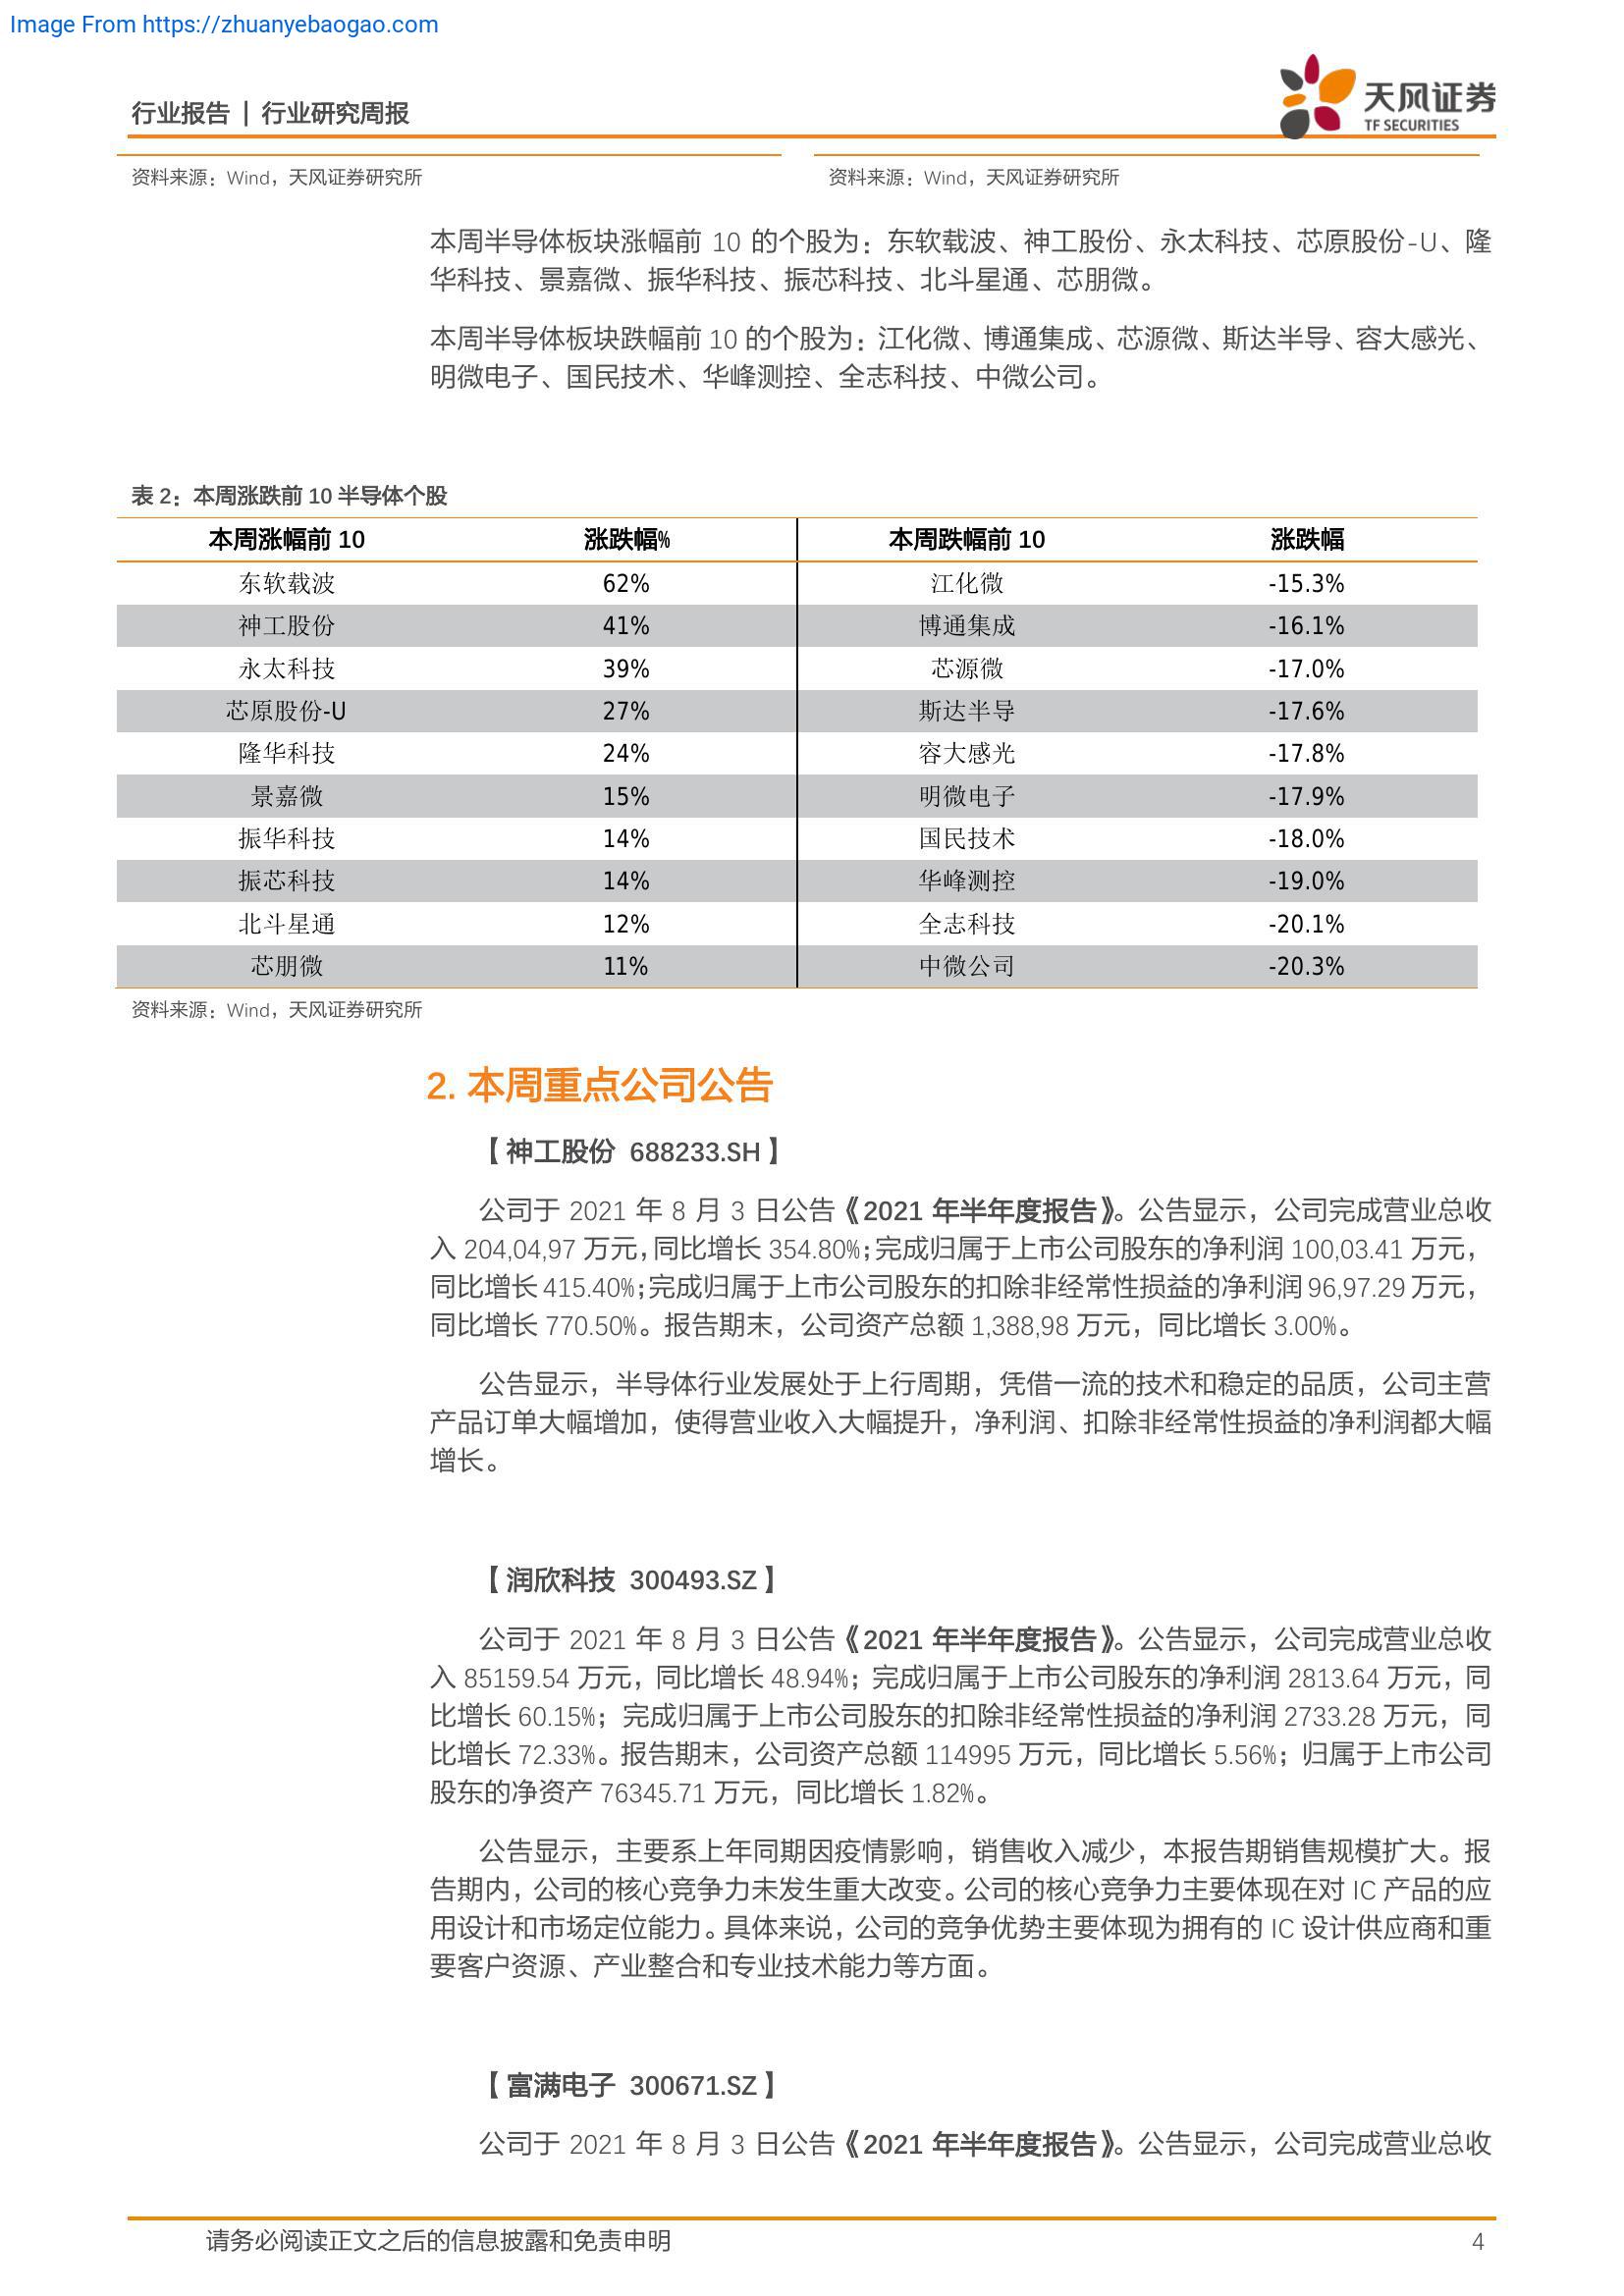 Image From https://zhuanyebaogao.com
行业报告 | 行业研究周报
天风证券
TF SECURITIES
资料来源：Wind，天风证券研究所 资料来源：Wind，天风证券研究所
本周半导体板块涨幅前 10 的个股为：东软载波、神工股份、永太科技、芯原股份-U、隆
华科技、景嘉微、振华科技、振芯科技、北斗星通、芯朋微。
本周半导体板块跌幅前 10 的个股为：江化微、博通集成、芯源微、斯达半导、容大感光、
明微电子、国民技术、华峰测控、全志科技、中微公司。
表 2：本周涨跌前 10 半导体个股
本周涨幅前 10 涨跌幅% 本周跌幅前 10 涨跌幅
东软载波 62% 江化微 -15.3%
神工股份 41% 博通集成 -16.1%
永太科技 39% 芯源微 -17.0%
芯原股份-U 27% 斯达半导 -17.6%
隆华科技 24% 容大感光 -17.8%
景嘉微 15% 明微电子 -17.9%
振华科技 14% 国民技术 -18.0%
振芯科技 14% 华峰测控 -19.0%
北斗星通 12% 全志科技 -20.1%
芯朋微 11% 中微公司 -20.3%
资料来源：Wind，天风证券研究所
2. 本周重点公司公告
【神工股份 688233.SH】
公司于 2021 年 8 月 3 日公告《2021 年半年度报告》。公告显示，公司完成营业总收
入 204,04,97 万元，同比增长 354.80%；完成归属于上市公司股东的净利润 100,03.41 万元，
同比增长 415.40%；完成归属于上市公司股东的扣除非经常性损益的净利润 96,97.29 万元，
同比增长 770.50%。报告期末，公司资产总额 1,388,98 万元，同比增长 3.00%。
公告显示，半导体行业发展处于上行周期，凭借一流的技术和稳定的品质，公司主营
产品订单大幅增加，使得营业收入大幅提升，净利润、扣除非经常性损益的净利润都大幅
增长。
【润欣科技 300493.SZ】
公司于 2021 年 8 月 3 日公告《2021 年半年度报告》。公告显示，公司完成营业总收
入 85159.54 万元，同比增长 48.94%；完成归属于上市公司股东的净利润 2813.64 万元，同
比增长 60.15%；完成归属于上市公司股东的扣除非经常性损益的净利润 2733.28 万元，同
比增长 72.33%。报告期末，公司资产总额 114995 万元，同比增长 5.56%；归属于上市公司
股东的净资产 76345.71 万元，同比增长 1.82%。
公告显示，主要系上年同期因疫情影响，销售收入减少，本报告期销售规模扩大。报
告期内，公司的核心竞争力未发生重大改变。公司的核心竞争力主要体现在对 IC 产品的应
用设计和市场定位能力。具体来说，公司的竞争优势主要体现为拥有的 IC 设计供应商和重
要客户资源、产业整合和专业技术能力等方面。
【富满电子 300671.SZ】
公司于 2021 年 8 月 3 日公告《2021 年半年度报告》。公告显示，公司完成营业总收
请务必阅读正文之后的信息披露和免责申明 4